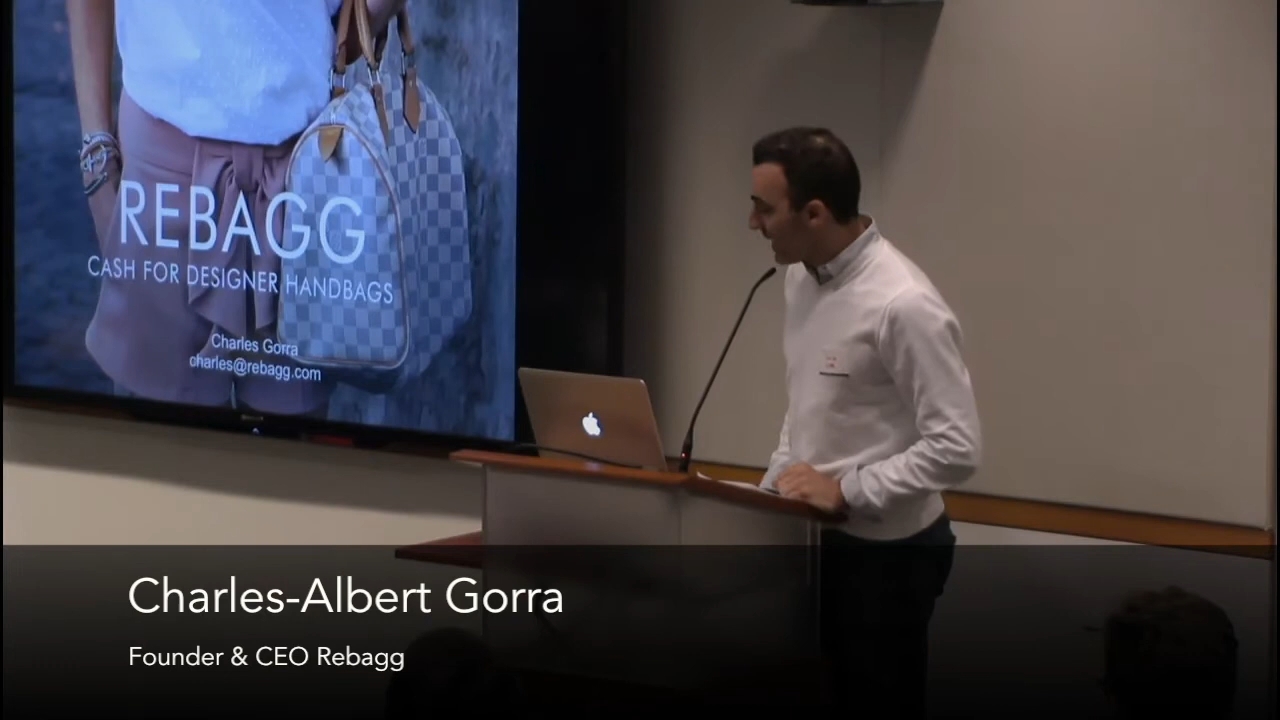 REBAGG
CASH FOR DESIGNER HANDBAGS
Charles Gorra
charles@rebagg.com
Charles-Albert Gorra
Founder & CEO Rebagg